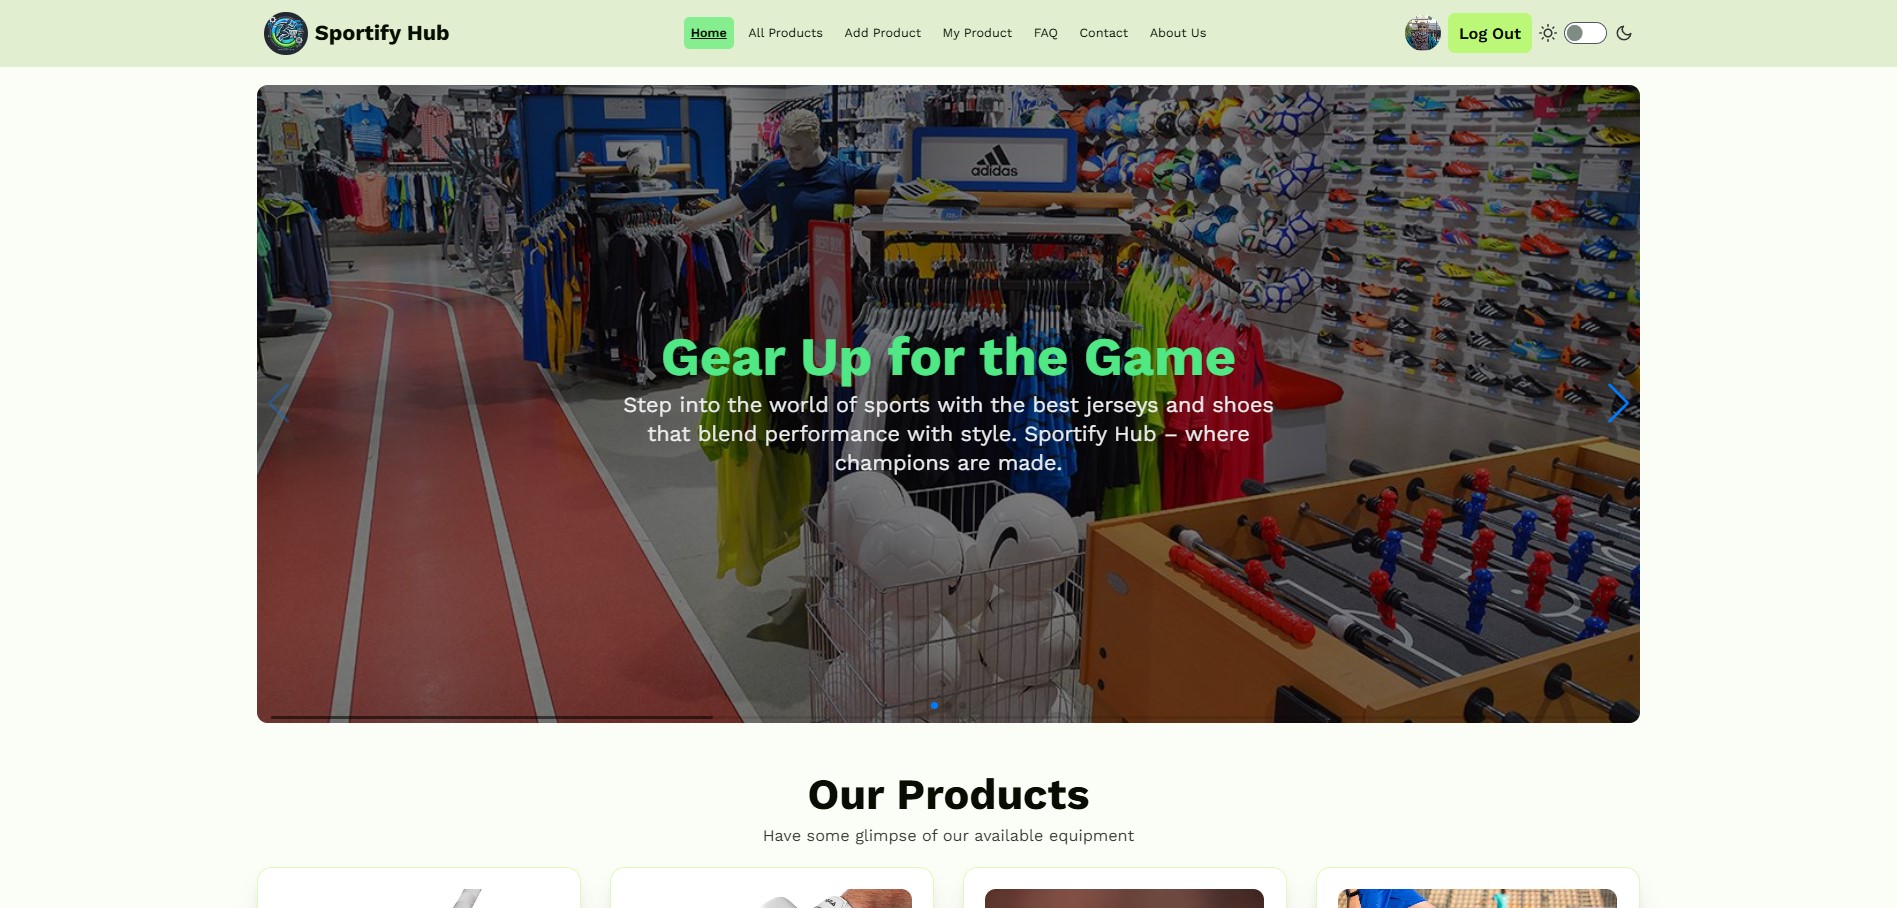 Sportify Hub
Home
All Products
Add Product
My Product
FAQ
Contact
About Us
Log Out
adidas
Gear Up for the Game
Step into the world of sports with the best jerseys and shoes
that blend performance with style. Sportify Hub – where
champions are made.
Our Products
Have some glimpse of our available equipment